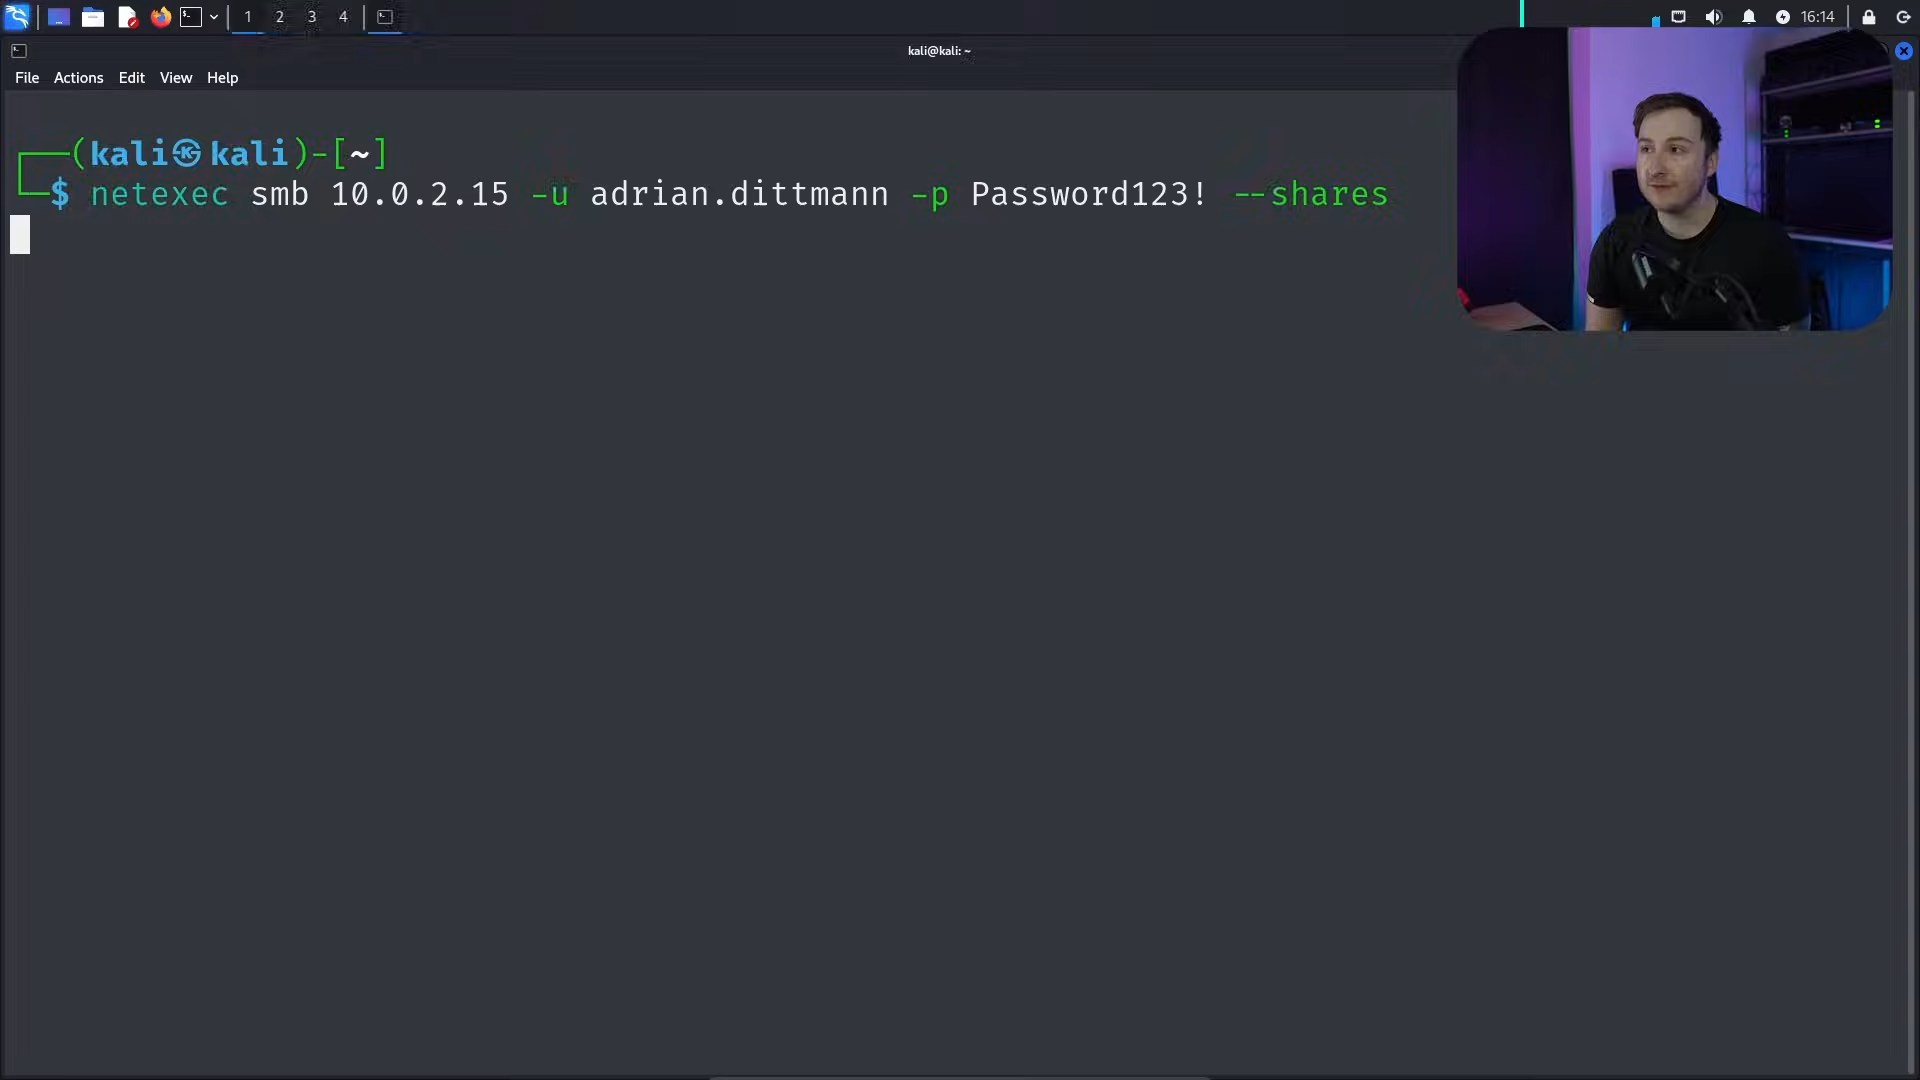 1 2 3 4 16:14
kali@kali: ~
File Actions Edit View Help
┌──(kali㉿kali)-[~]
└─$ netexec smb 10.0.2.15 -u adrian.dittmann -p Password123! --shares